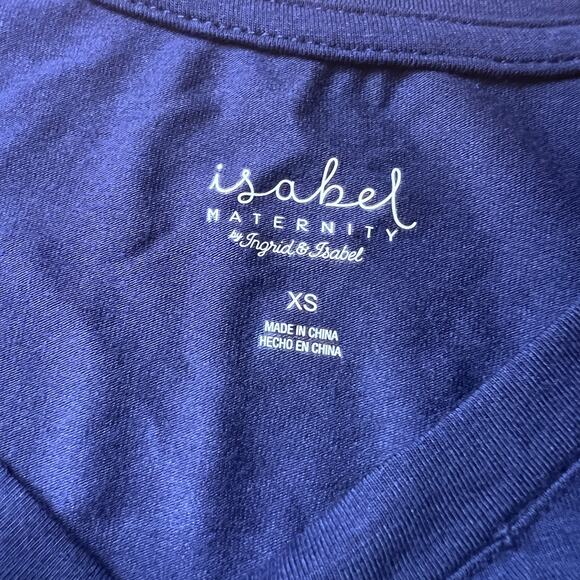 isabel
MATERNITY
by Ingrid & Isabel
XS
MADE IN CHINA
HECHO EN CHINA